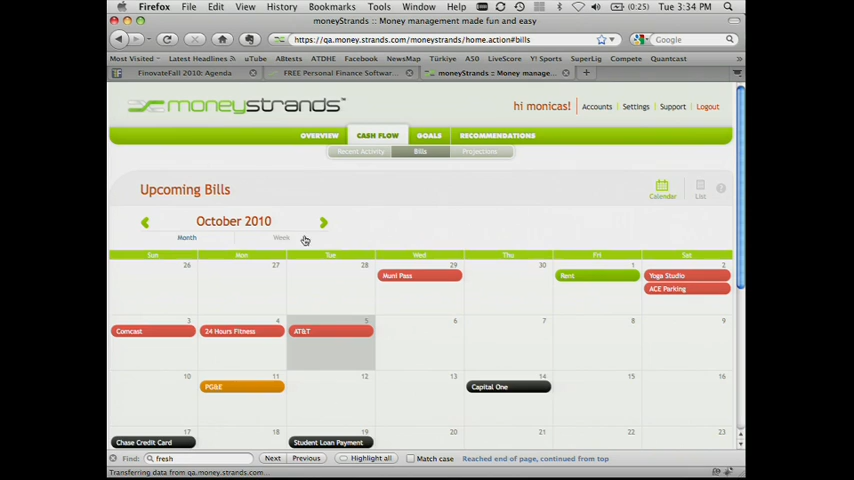 Firefox File Edit View History Bookmarks Tools Window Help (0:25) Tue 3:34 PM
moneyStrands :: Money management made fun and easy
https://qa.money.strands.com/moneystrands/home.action#bills Google
Most Visited Latest Headlines uTube ABtests ATDHE Facebook NewsMap Türkiye A50 LiveScore Y! Sports SuperLig Compete Quantcast
FinovateFall 2010: Agenda FREE Personal Finance Softwar... moneyStrands :: Money manage...
moneystrands™ hi monicas! Accounts Settings Support Logout
OVERVIEW CASH FLOW GOALS RECOMMENDATIONS
Recent Activity Bills Projections
Upcoming Bills Calendar List ?
October 2010
Month Week
Sun Mon Tue Wed Thu Fri Sat
26 27 28 29 30 1 2
Muni Pass Rent Yoga Studio
ACE Parking
3 4 5 6 7 8 9
Comcast 24 Hours Fitness AT&T
10 11 12 13 14 15 16
PG&E Capital One
17 18 19 20 21 22 23
Chase Credit Card Student Loan Payment
Find: fresh Next Previous Highlight all Match case Reached end of page, continued from top
Transferring data from qa.money.strands.com...